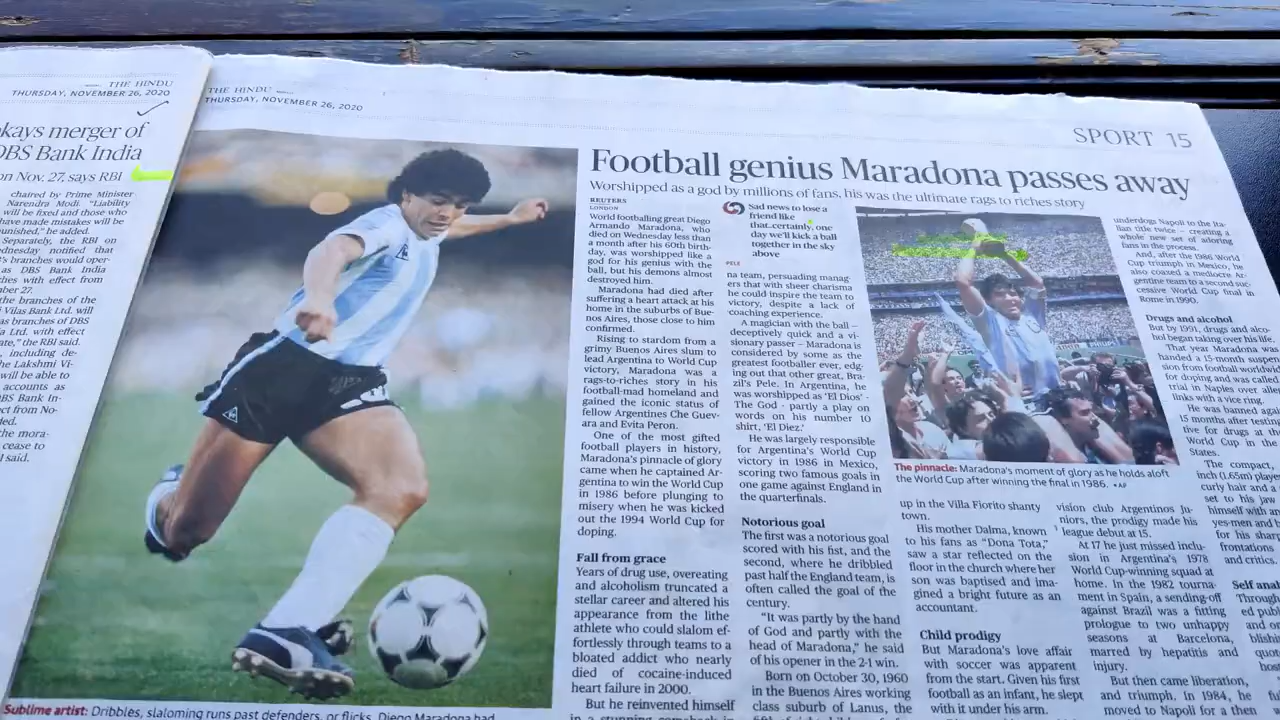 THE HINDU
THURSDAY, NOVEMBER 26, 2020
kays merger of
DBS Bank India
on Nov. 27, says RBI
chaired by Prime Minister
Narendra Modi. “Liability
will be fixed and those who
have made mistakes will be
punished,” he added.
Separately, the RBI on
dnesday notified that
’s branches would oper-
as DBS Bank India
hes with effect from
ber 27.
he branches of the
i Vilas Bank Ltd. will
as branches of DBS
ia Ltd. with effect
ate,” the RBI said.
, including de-
he Lakshmi Vi-
will be able to
accounts as
BS Bank In-
ct from No-
ded.
the mora-
cease to
I said.
THE HINDU
THURSDAY, NOVEMBER 26, 2020
SPORT 15
Football genius Maradona passes away
Worshipped as a god by millions of fans, his was the ultimate rags to riches story
REUTERS
LONDON
World footballing great Diego
Armando Maradona, who
died on Wednesday less than
a month after his 60th birth-
day, was worshipped like a
god for his genius with the
ball, but his demons almost
destroyed him.
Maradona had died after
suffering a heart attack at his
home in the suburbs of Bue-
nos Aires, those close to him
confirmed.
Rising to stardom from a
grimy Buenos Aires slum to
lead Argentina to World Cup
victory, Maradona was a
rags-to-riches story in his
football-mad homeland and
gained the iconic status of
fellow Argentines Che Guev-
ara and Evita Peron.
One of the most gifted
football players in history,
Maradona’s pinnacle of glory
came when he captained Ar-
gentina to win the World Cup
in 1986 before plunging to
misery when he was kicked
out the 1994 World Cup for
doping.
Fall from grace
Years of drug use, overeating
and alcoholism truncated a
stellar career and altered his
appearance from the lithe
athlete who could slalom ef-
fortlessly through teams to a
bloated addict who nearly
died of cocaine-induced
heart failure in 2000.
But he reinvented himself
in a stunning comeback in
Sad news to lose a
friend like
that.certainly, one
day we’ll kick a ball
together in the sky
above
PELE
na team, persuading manag-
ers that with sheer charisma
he could inspire the team to
victory, despite a lack of
coaching experience.
A magician with the ball –
deceptively quick and a vi-
sionary passer – Maradona is
considered by some as the
greatest footballer ever, edg-
ing out that other great, Bra-
zil’s Pele. In Argentina, he
was worshipped as ‘El Dios’ -
The God - partly a play on
words on his number 10
shirt, ‘El Diez.’
He was largely responsible
for Argentina’s World Cup
victory in 1986 in Mexico,
scoring two famous goals in
one game against England in
the quarterfinals.
Notorious goal
The first was a notorious goal
scored with his fist, and the
second, where he dribbled
past half the England team, is
often called the goal of the
century.
“It was partly by the hand
of God and partly with the
head of Maradona,” he said
of his opener in the 2-1 win.
Born on October 30, 1960
in the Buenos Aires working
class suburb of Lanus, the
PHILIPS
The pinnacle: Maradona’s moment of glory as he holds aloft
the World Cup after winning the final in 1986. •AP
up in the Villa Fiorito shanty
town.
His mother Dalma, known
to his fans as “Dona Tota,”
saw a star reflected on the
floor in the church where her
son was baptised and ima-
gined a bright future as an
accountant.
Child prodigy
But Maradona’s love affair
with soccer was apparent
from the start. Given his first
football as an infant, he slept
with it under his arm.
vision club Argentinos Ju-
niors, the prodigy made his
league debut at 15.
At 17 he just missed inclu-
sion in Argentina’s 1978
World Cup-winning squad at
home. In the 1982 tourna-
ment in Spain, a sending-off
against Brazil was a fitting
prologue to two unhappy
seasons at Barcelona,
marred by hepatitis and
injury.
But then came liberation,
and triumph. In 1984, he
moved to Napoli for a then
underdogs Napoli to the Ita-
lian title twice – creating a
whole new set of adoring
fans in the process.
And, after the 1986 World
Cup triumph in Mexico, he
also coaxed a mediocre Ar-
gentine team to a second suc-
cessive World Cup final in
Rome in 1990.
Drugs and alcohol
But by 1991, drugs and alco-
hol began taking over his life.
That year Maradona was
handed a 15-month suspen
sion from football worldwid
for doping and was called
trial in Naples over alle
links with a vice ring.
He was banned aga
15 months after testin
tive for drugs at th
World Cup in the
States.
The compact,
inch (1.65m) playe
curly hair and a
set to his jaw
himself with an
yes-men and b
for his sharp
frontations
and critics.
Self anal
Through
ed publ
and on
blishin
quot
host
Sublime artist: Dribbles, slaloming runs past defenders, or flicks, Diego Maradona had